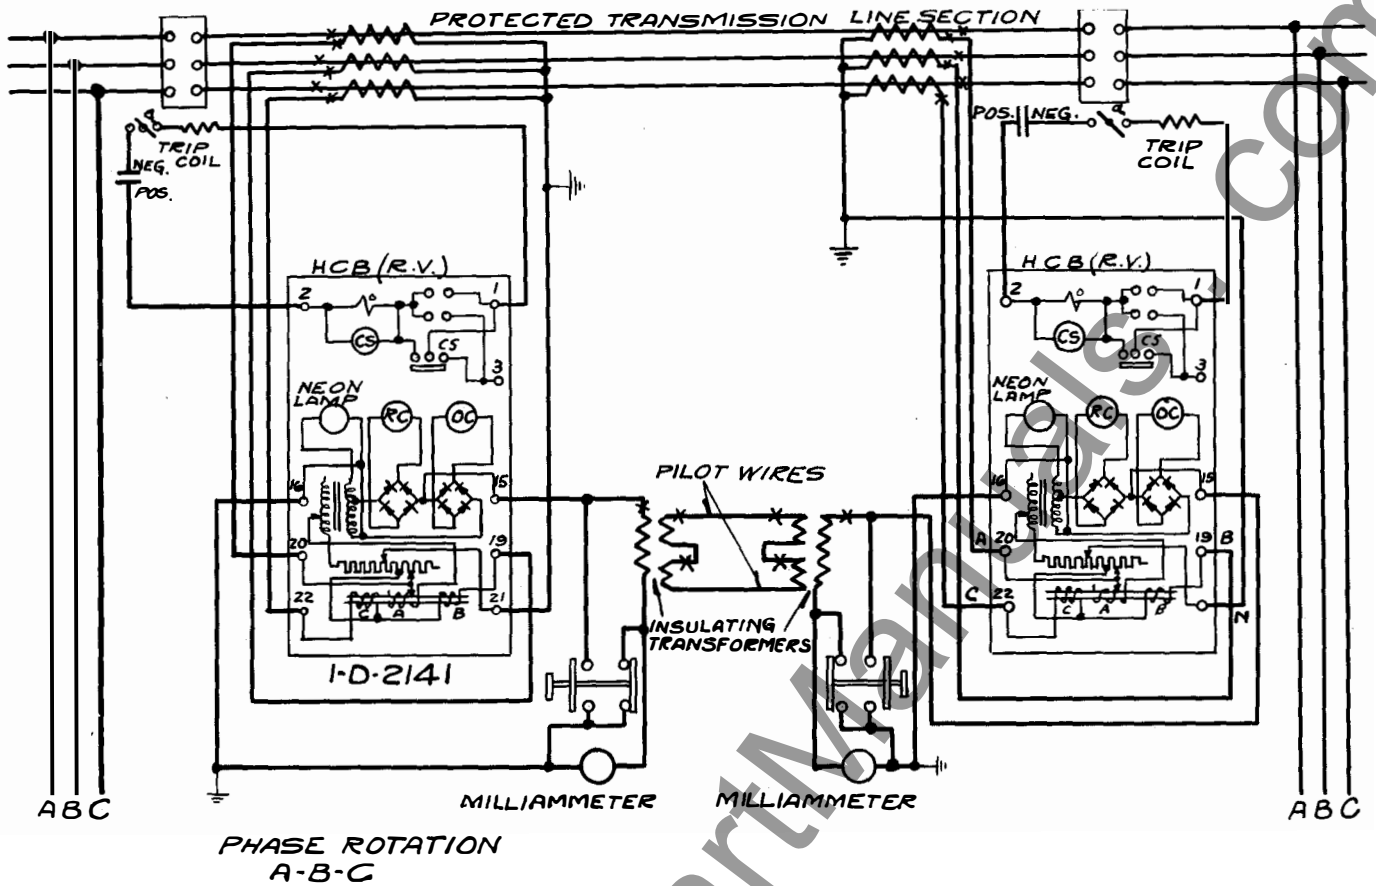 PROTECTED TRANSMISSION LINE SECTION
TRIP
COIL
NEG.
POS.
POS. NEG.
TRIP
COIL
HCB (R.V.)
2
1
CS
CS
3
NEON
LAMP
RC
OC
16
15
20
19
22
21
C
A
B
1-D-2141
HCB (R.V.)
2
1
CS
CS
3
NEON
LAMP
RC
OC
16
15
A
20
19
B
C
22
N
C
A
B
PILOT WIRES
INSULATING
TRANSFORMERS
MILLIAMMETER
MILLIAMMETER
A B C
A B C
PHASE ROTATION
A-B-C
artManuals.com